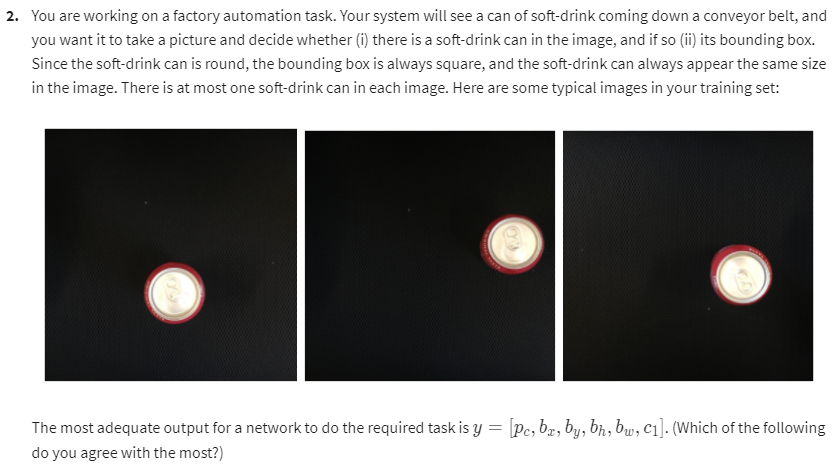 2. You are working on a factory automation task. Your system will see a can of soft-drink coming down a conveyor belt, and
you want it to take a picture and decide whether (i) there is a soft-drink can in the image, and if so (ii) its bounding box.
Since the soft-drink can is round, the bounding box is always square, and the soft-drink can always appear the same size
in the image. There is at most one soft-drink can in each image. Here are some typical images in your training set:
The most adequate output for a network to do the required task is y = [p_c, b_x, b_y, b_h, b_w, c_1]. (Which of the following
do you agree with the most?)